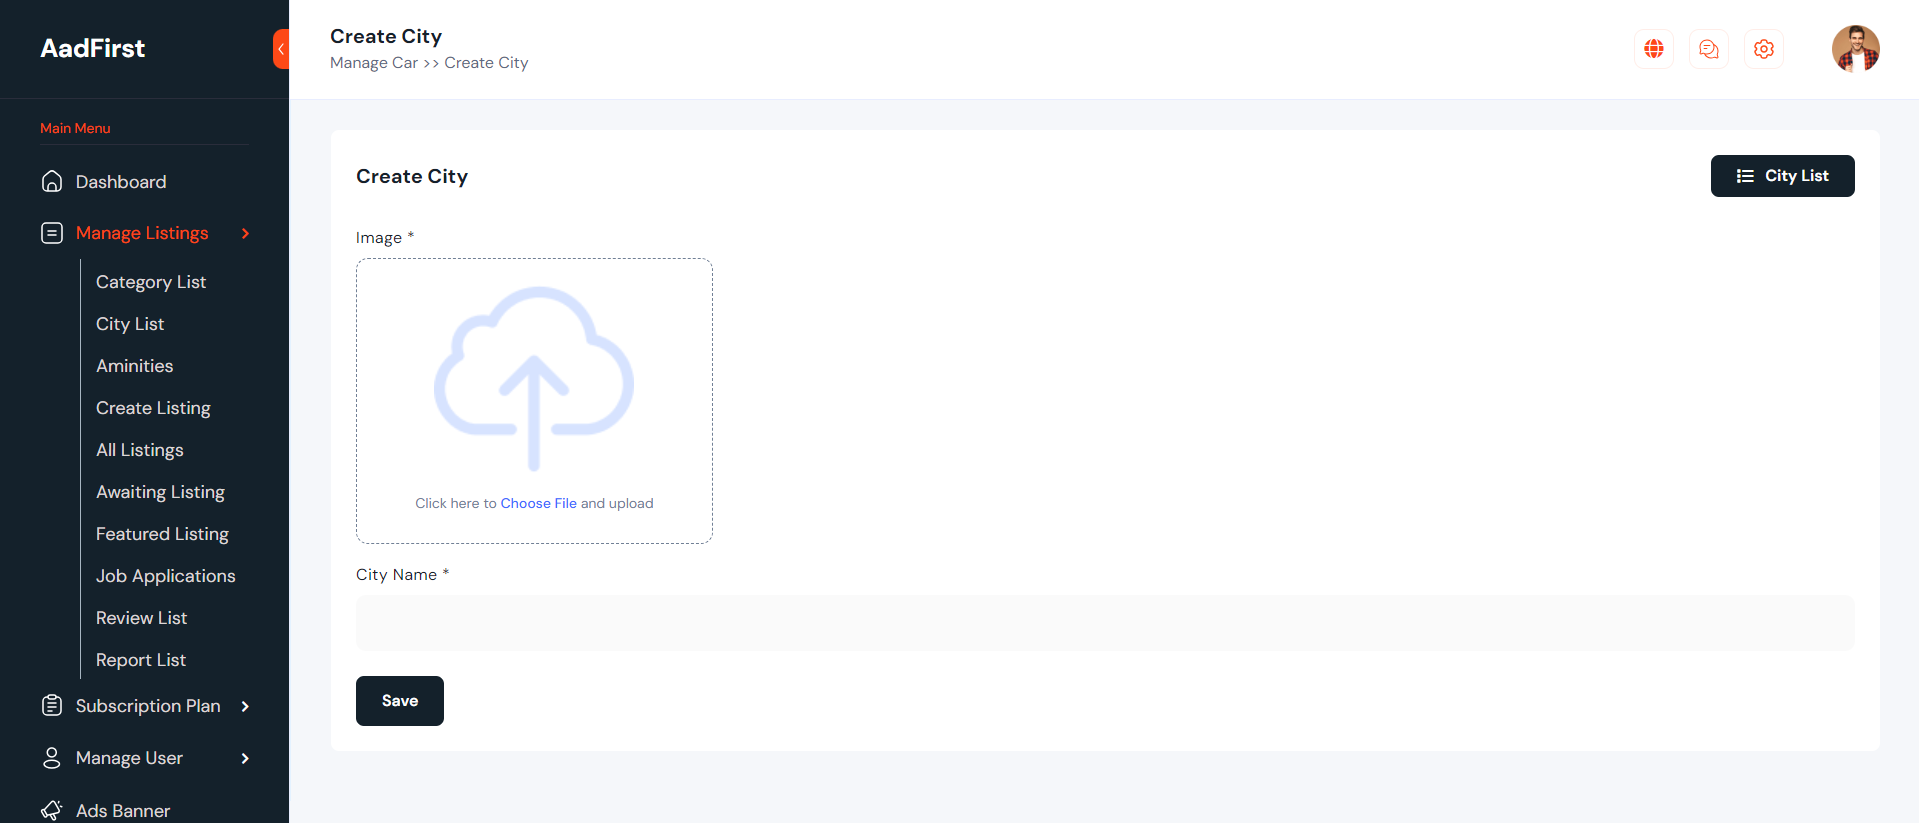 AadFirst
Main Menu
Dashboard
Manage Listings
Category List
City List
Aminities
Create Listing
All Listings
Awaiting Listing
Featured Listing
Job Applications
Review List
Report List
Subscription Plan
Manage User
Ads Banner
Create City
Manage Car >> Create City
Create City
City List
Image *
Click here to Choose File and upload
City Name *
Save